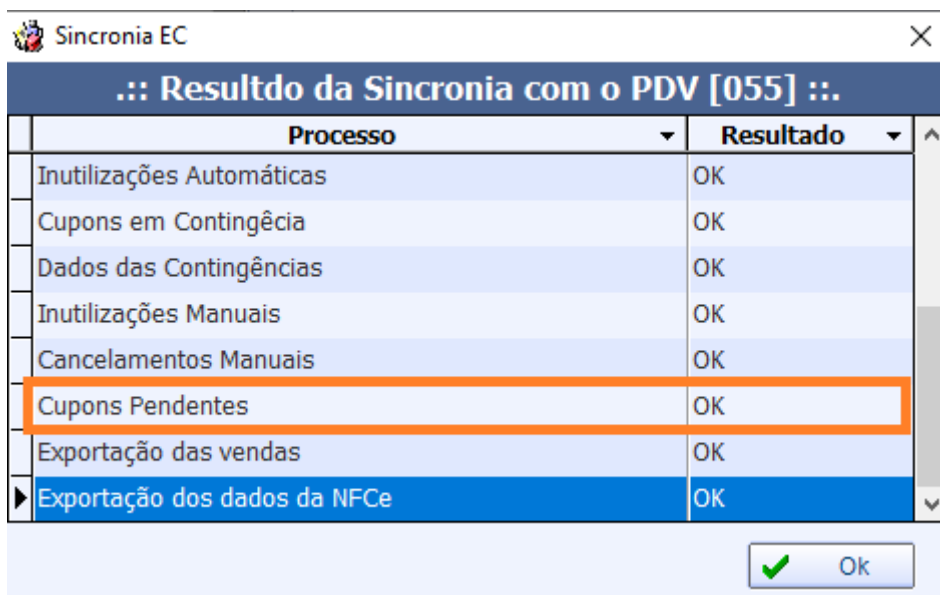 Sincronia EC
.:: Resultdo da Sincronia com o PDV [055] ::.
Processo Resultado
Inutilizações Automáticas OK
Cupons em Contingêcia OK
Dados das Contingências OK
Inutilizações Manuais OK
Cancelamentos Manuais OK
Cupons Pendentes OK
Exportação das vendas OK
Exportação dos dados da NFCe OK
Ok